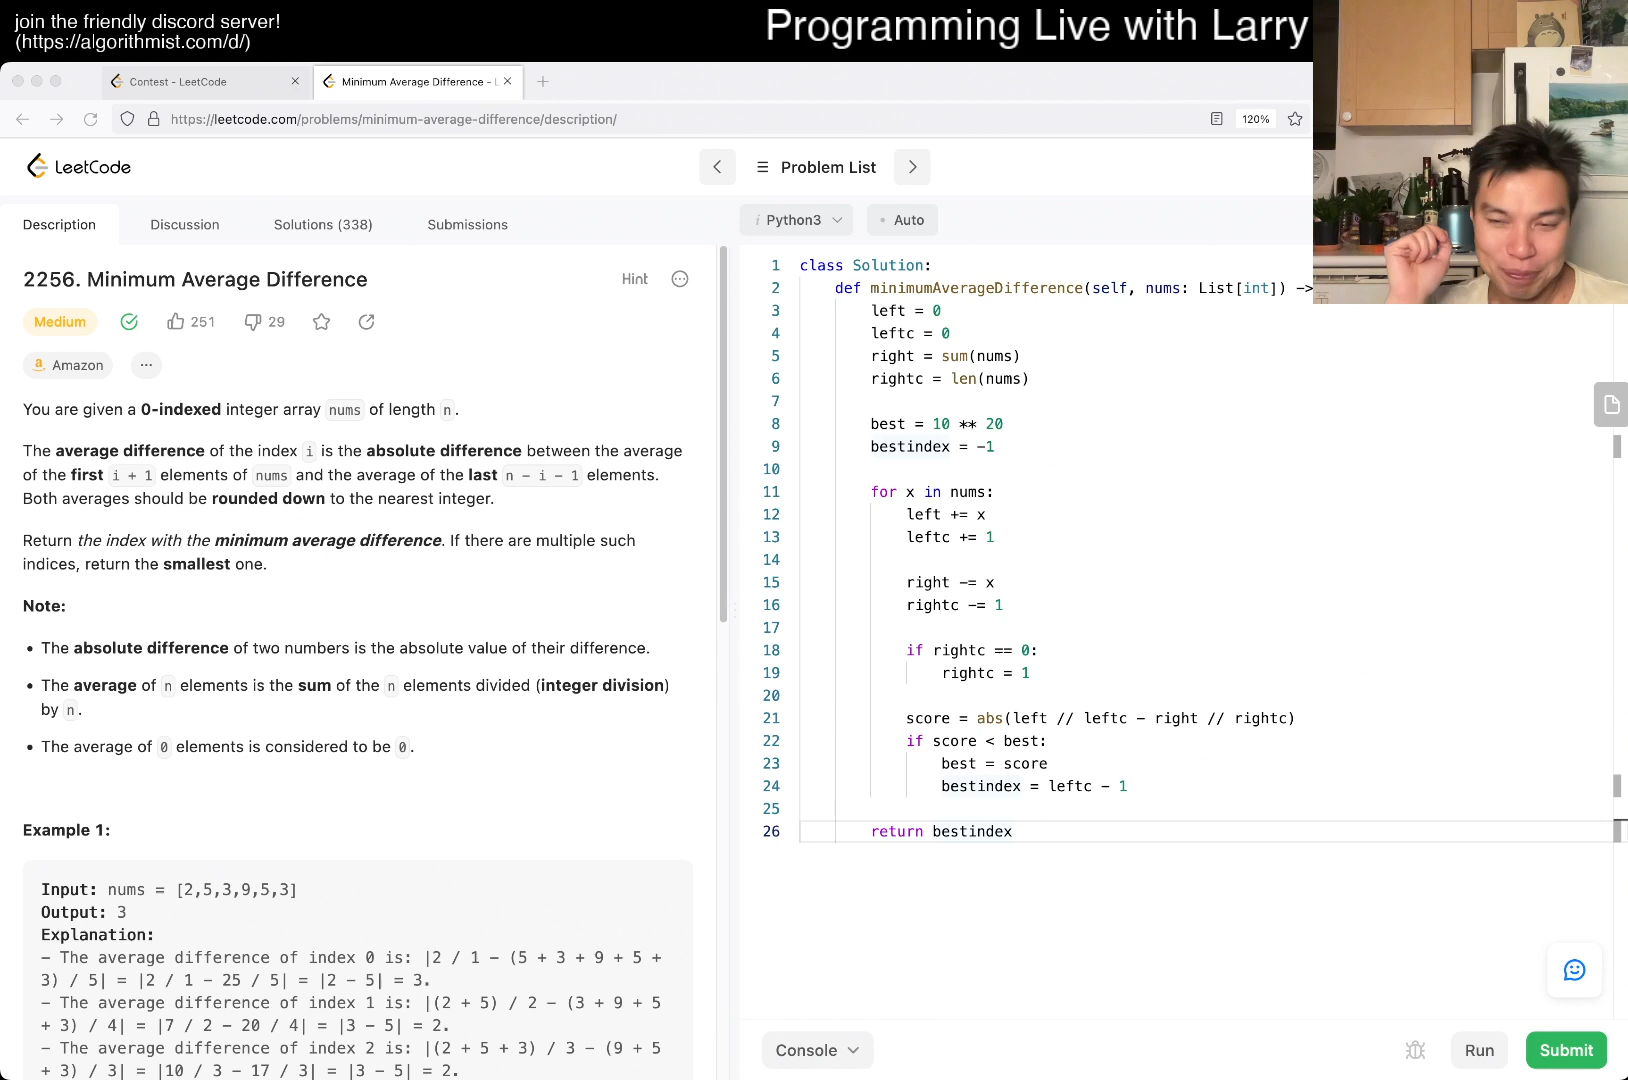 join the friendly discord server!
(https://algorithmist.com/d/)
Programming Live with Larry
Contest - LeetCode
Minimum Average Difference - L
https://leetcode.com/problems/minimum-average-difference/description/
120%
LeetCode
Problem List
Description
Discussion
Solutions (338)
Submissions
i Python3
• Auto
2256. Minimum Average Difference
Hint
Medium
251
29
Amazon
You are given a 0-indexed integer array nums of length n.
The average difference of the index i is the absolute difference between the average
of the first i + 1 elements of nums and the average of the last n - i - 1 elements.
Both averages should be rounded down to the nearest integer.
Return the index with the minimum average difference. If there are multiple such
indices, return the smallest one.
Note:
• The absolute difference of two numbers is the absolute value of their difference.
• The average of n elements is the sum of the n elements divided (integer division)
by n.
• The average of 0 elements is considered to be 0.
Example 1:
Input: nums = [2,5,3,9,5,3]
Output: 3
Explanation:
- The average difference of index 0 is: |2 / 1 - (5 + 3 + 9 + 5 +
3) / 5| = |2 / 1 - 25 / 5| = |2 - 5| = 3.
- The average difference of index 1 is: |(2 + 5) / 2 - (3 + 9 + 5
+ 3) / 4| = |7 / 2 - 20 / 4| = |3 - 5| = 2.
- The average difference of index 2 is: |(2 + 5 + 3) / 3 - (9 + 5
+ 3) / 3| = |10 / 3 - 17 / 3| = |3 - 5| = 2.
1 class Solution:
2 def minimumAverageDifference(self, nums: List[int]) ->
3 left = 0
4 leftc = 0
5 right = sum(nums)
6 rightc = len(nums)
7
8 best = 10 ** 20
9 bestindex = -1
10
11 for x in nums:
12 left += x
13 leftc += 1
14
15 right -= x
16 rightc -= 1
17
18 if rightc == 0:
19 rightc = 1
20
21 score = abs(left // leftc - right // rightc)
22 if score < best:
23 best = score
24 bestindex = leftc - 1
25
26 return bestindex
Console
Run
Submit